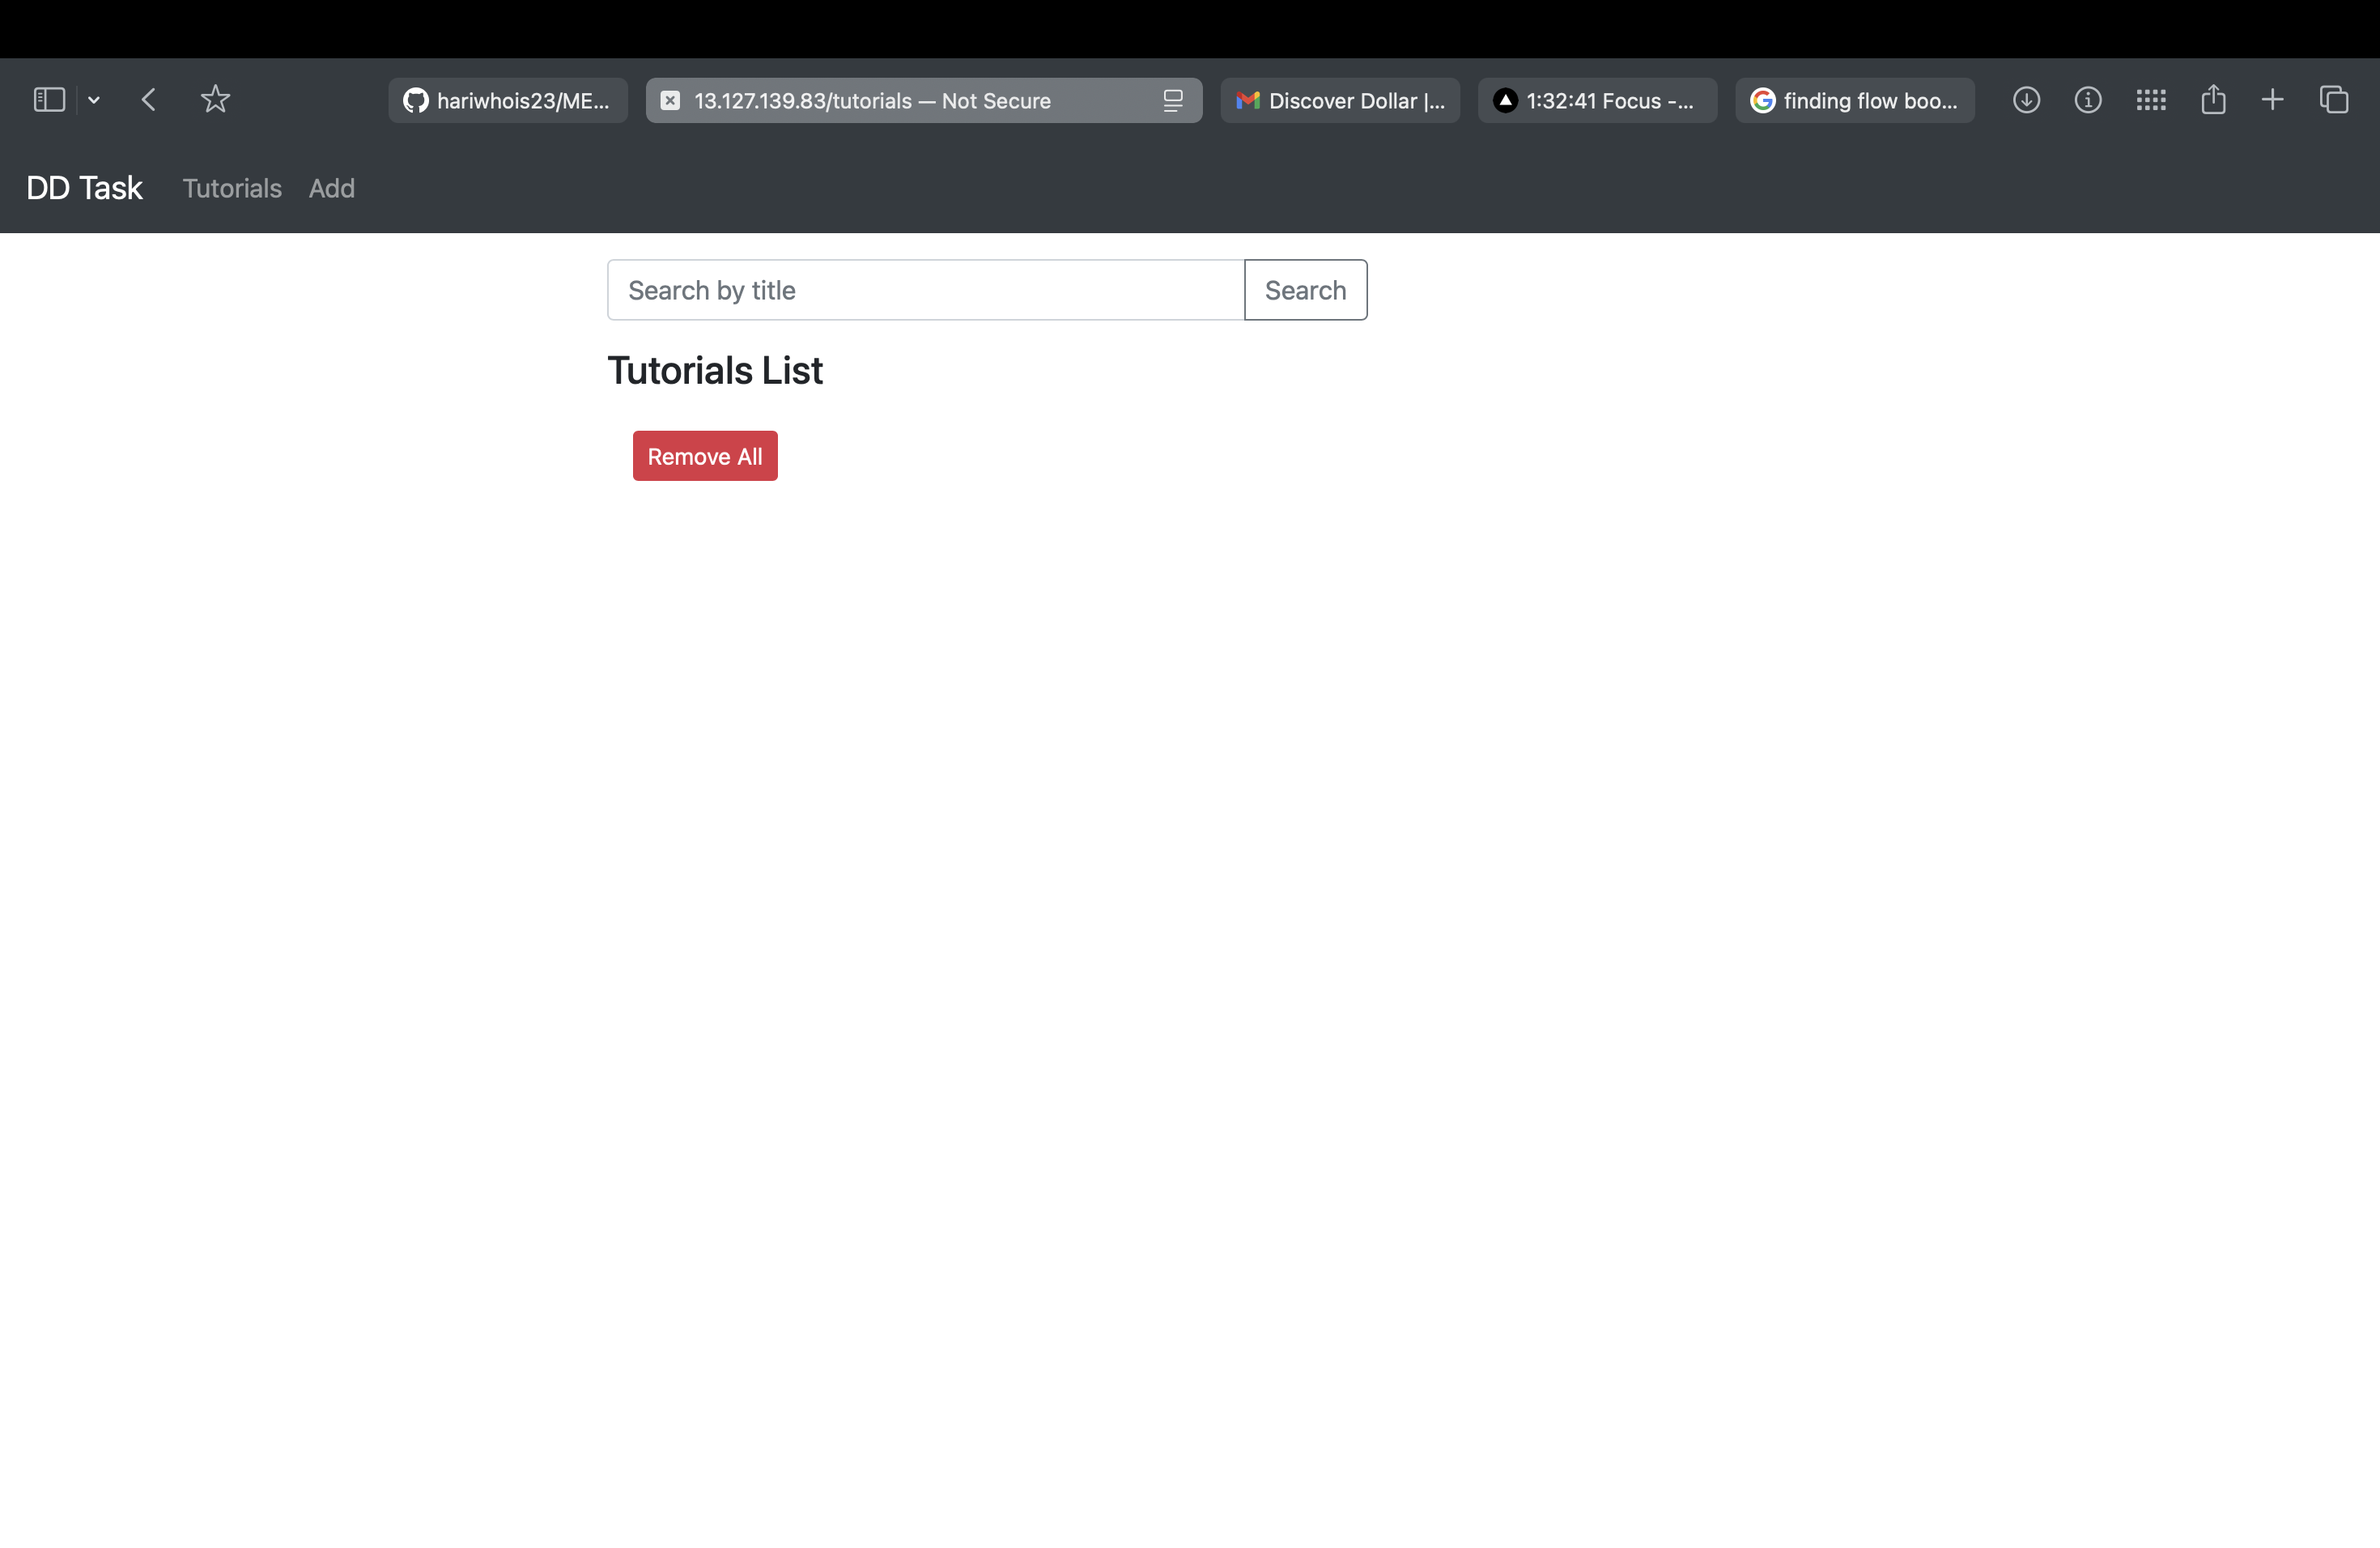 hariwhois23/ME...
13.127.139.83/tutorials — Not Secure
Discover Dollar |...
1:32:41 Focus -...
finding flow boo...
DD Task
Tutorials
Add
Search by title
Search
Tutorials List
Remove All